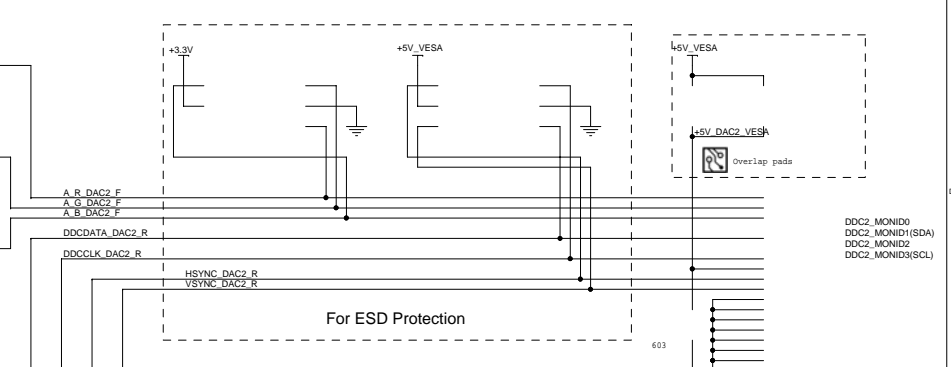 +3.3V
+5V_VESA
+5V_VESA
+5V_DAC2_VESA
Overlap pads
A_R_DAC2_F
A_G_DAC2_F
A_B_DAC2_F
DDCDATA_DAC2_R
DDCCLK_DAC2_R
HSYNC_DAC2_R
VSYNC_DAC2_R
DDC2_MONID0
DDC2_MONID1(SDA)
DDC2_MONID2
DDC2_MONID3(SCL)
For ESD Protection
603